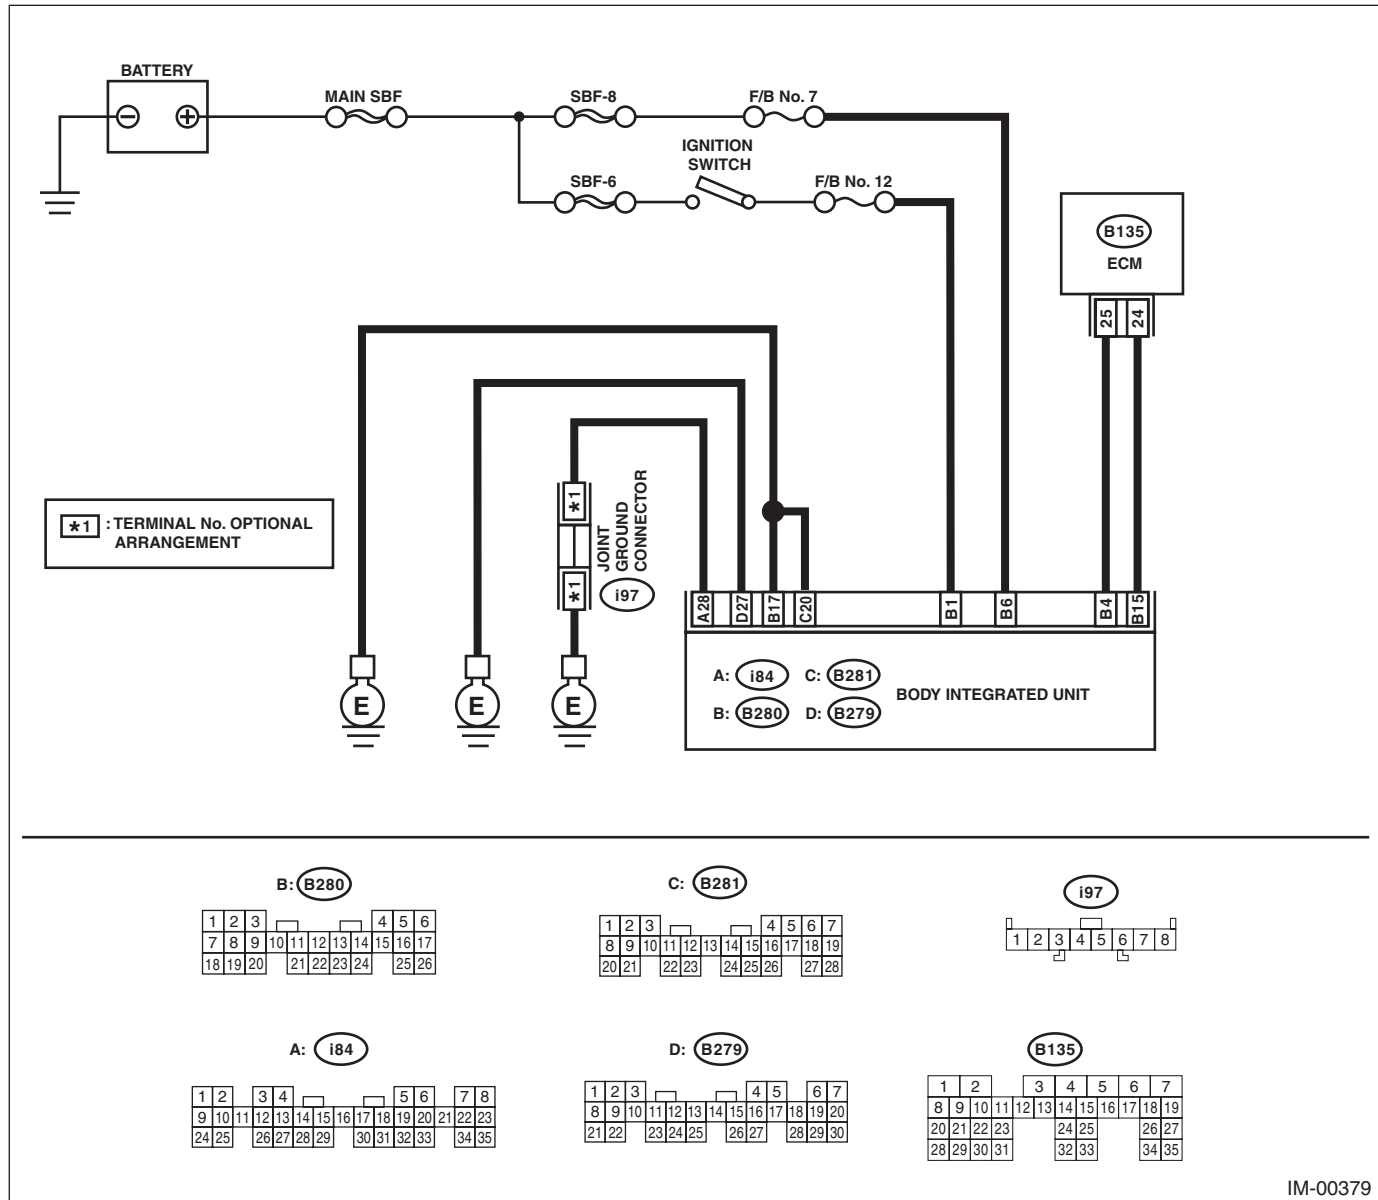 BATTERY
MAIN SBF
SBF-8
F/B No. 7
IGNITION
SWITCH
SBF-6
F/B No. 12
B135
ECM
25
24
*1 : TERMINAL No. OPTIONAL
ARRANGEMENT
*1
*1
JOINT
GROUND
CONNECTOR
i97
A28
D27
B17
C20
B1
B6
B4
B15
E
E
E
A: i84 C: B281
B: B280 D: B279
BODY INTEGRATED UNIT
B: B280
1 2 3 4 5 6
7 8 9 10 11 12 13 14 15 16 17
18 19 20 21 22 23 24 25 26
C: B281
1 2 3 4 5 6 7
8 9 10 11 12 13 14 15 16 17 18 19
20 21 22 23 24 25 26 27 28
i97
1 2 3 4 5 6 7 8
A: i84
1 2 3 4 5 6 7 8
9 10 11 12 13 14 15 16 17 18 19 20 21 22 23
24 25 26 27 28 29 30 31 32 33 34 35
D: B279
1 2 3 4 5 6 7
8 9 10 11 12 13 14 15 16 17 18 19 20
21 22 23 24 25 26 27 28 29 30
B135
1 2 3 4 5 6 7
8 9 10 11 12 13 14 15 16 17 18 19
20 21 22 23 24 25 26 27
28 29 30 31 32 33 34 35
IM-00379